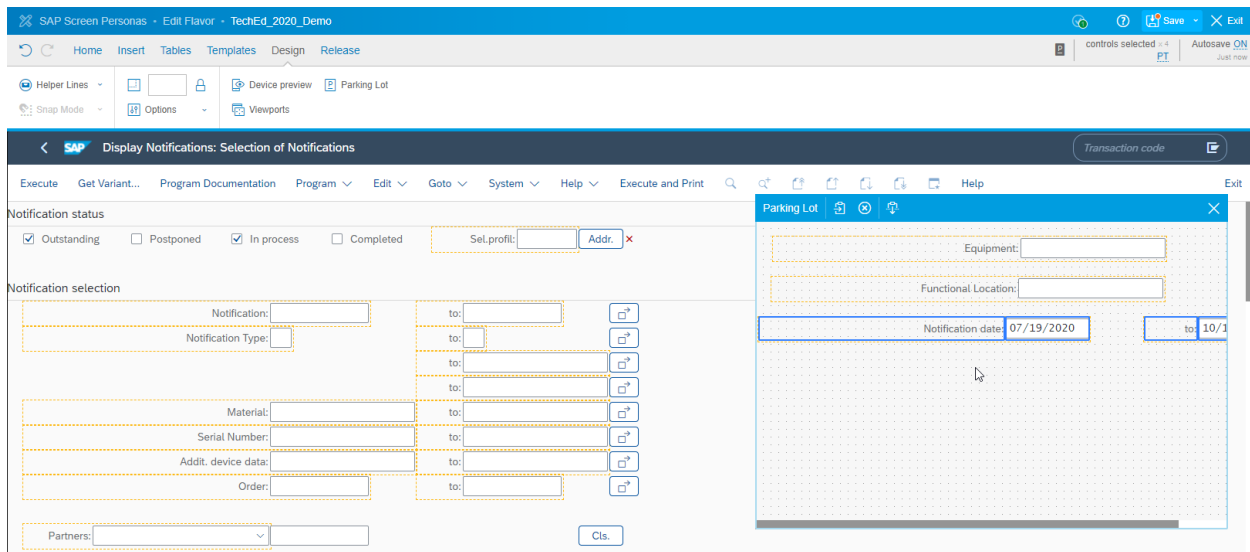 SAP Screen Personas • Edit Flavor • TechEd_2020_Demo
Save
Exit
Home Insert Tables Templates Design Release
P
controls selected × 4
PT
Autosave ON
Just now
Helper Lines
Device preview
P Parking Lot
Snap Mode
Options
Viewports
SAP Display Notifications: Selection of Notifications
Transaction code
Execute Get Variant... Program Documentation Program Edit Goto System Help Execute and Print Help Exit
Notification status
Outstanding Postponed In process Completed Sel.profil: Addr.
Notification selection
Notification: to:
Notification Type: to:
to:
to:
Material: to:
Serial Number: to:
Addit. device data: to:
Order: to:
Partners: Cls.
Parking Lot
Equipment:
Functional Location:
Notification date: 07/19/2020 to: 10/1